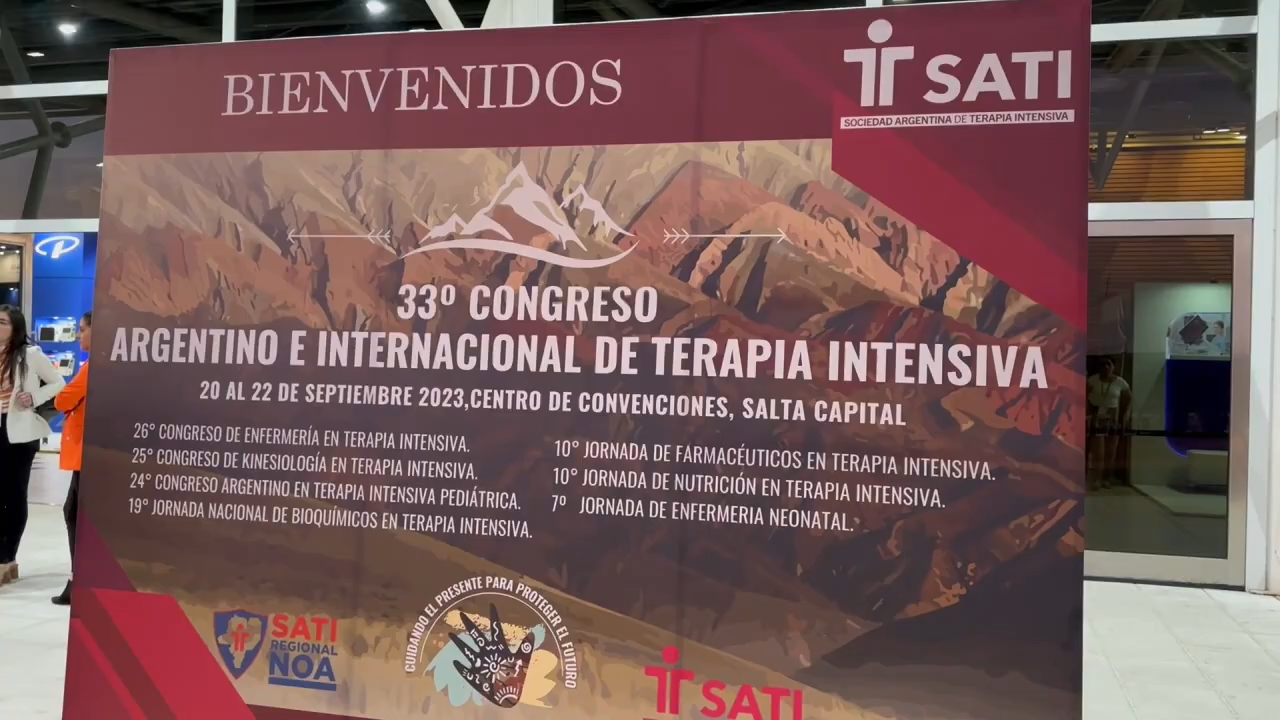 BIENVENIDOS
SATI
SOCIEDAD ARGENTINA DE TERAPIA INTENSIVA
33º CONGRESO
ARGENTINO E INTERNACIONAL DE TERAPIA INTENSIVA
20 AL 22 DE SEPTIEMBRE 2023,CENTRO DE CONVENCIONES, SALTA CAPITAL
26° CONGRESO DE ENFERMERÍA EN TERAPIA INTENSIVA.
25° CONGRESO DE KINESIOLOGÍA EN TERAPIA INTENSIVA.
24° CONGRESO ARGENTINO EN TERAPIA INTENSIVA PEDIÁTRICA.
19° JORNADA NACIONAL DE BIOQUÍMICOS EN TERAPIA INTENSIVA.
10° JORNADA DE FARMACÉUTICOS EN TERAPIA INTENSIVA.
10° JORNADA DE NUTRICIÓN EN TERAPIA INTENSIVA.
7º JORNADA DE ENFERMERIA NEONATAL.
SATI
REGIONAL
NOA
CUIDANDO EL PRESENTE PARA PROTEGER EL FUTURO
SATI